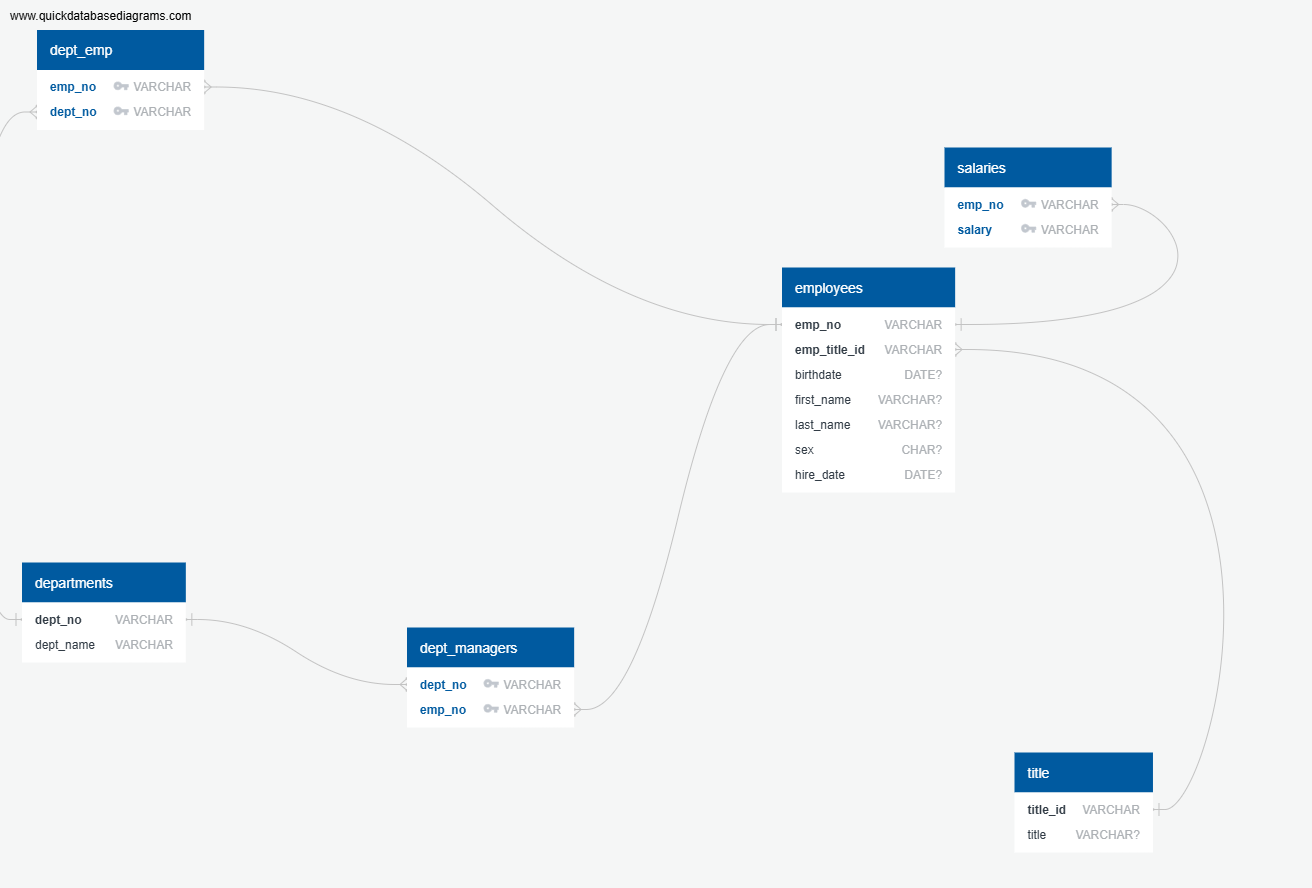 www.quickdatabasediagrams.com
dept_emp
emp_no VARCHAR
dept_no VARCHAR
salaries
emp_no VARCHAR
salary VARCHAR
employees
emp_no VARCHAR
emp_title_id VARCHAR
birthdate DATE?
first_name VARCHAR?
last_name VARCHAR?
sex CHAR?
hire_date DATE?
departments
dept_no VARCHAR
dept_name VARCHAR
dept_managers
dept_no VARCHAR
emp_no VARCHAR
title
title_id VARCHAR
title VARCHAR?